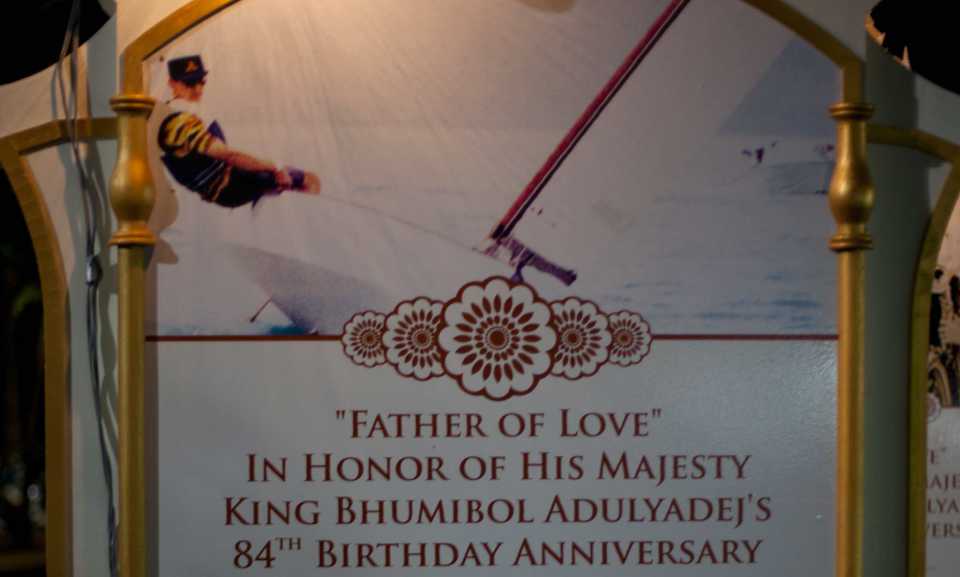 "Father of Love"
In Honor of His Majesty
King Bhumibol Adulyadej's
84th Birthday Anniversary